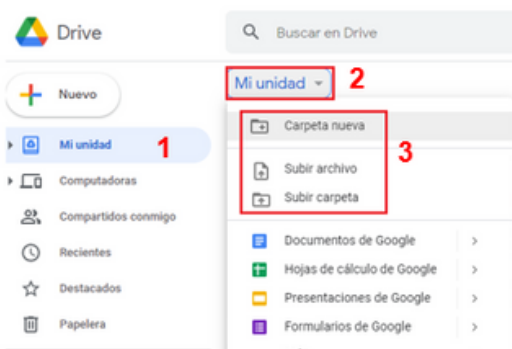 Drive
Buscar en Drive
Nuevo
Mi unidad
1
Computadoras
Compartidos conmigo
Recientes
Destacados
Papelera
Mi unidad
2
Carpeta nueva
3
Subir archivo
Subir carpeta
Documentos de Google
Hojas de cálculo de Google
Presentaciones de Google
Formularios de Google